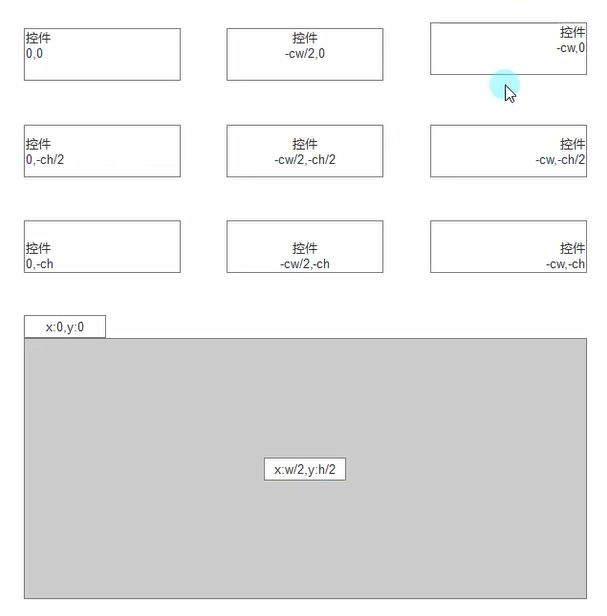 控件
0,0
控件
-cw/2,0
控件
-cw,0
控件
0,-ch/2
控件
-cw/2,-ch/2
控件
-cw,-ch/2
控件
0,-ch
控件
-cw/2,-ch
控件
-cw,-ch
x:0,y:0
x:w/2,y:h/2